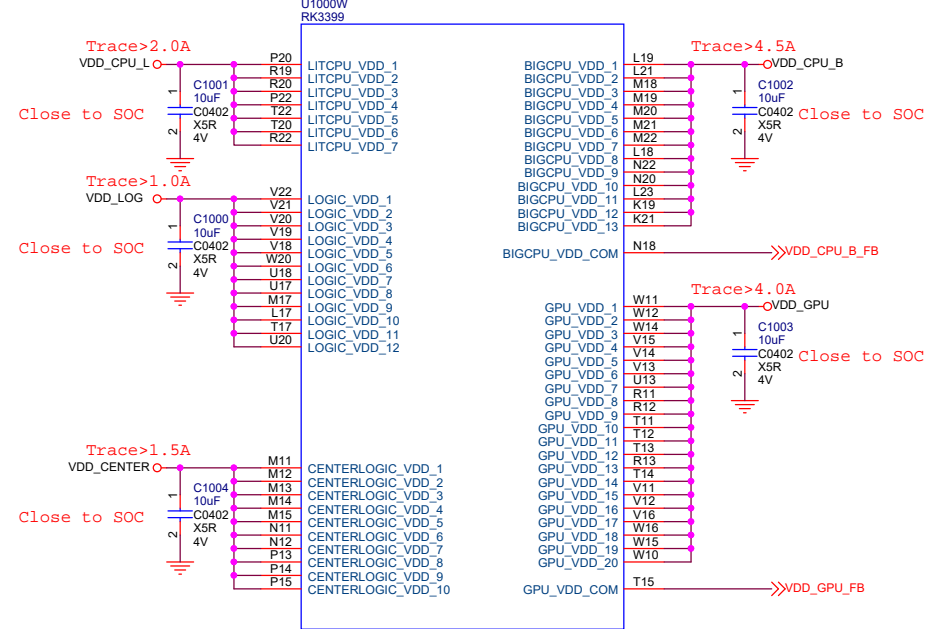 U1000W
RK3399
Trace>2.0A
VDD_CPU_L
C1001
10uF
C0402
X5R
4V
1
2
Close to SOC
P20 LITCPU_VDD_1
R19 LITCPU_VDD_2
R20 LITCPU_VDD_3
P22 LITCPU_VDD_4
T22 LITCPU_VDD_5
T20 LITCPU_VDD_6
R22 LITCPU_VDD_7
Trace>1.0A
VDD_LOG
C1000
10uF
C0402
X5R
4V
1
2
Close to SOC
V22 LOGIC_VDD_1
V21 LOGIC_VDD_2
V20 LOGIC_VDD_3
V19 LOGIC_VDD_4
V18 LOGIC_VDD_5
W20 LOGIC_VDD_6
U18 LOGIC_VDD_7
U17 LOGIC_VDD_8
M17 LOGIC_VDD_9
L17 LOGIC_VDD_10
T17 LOGIC_VDD_11
U20 LOGIC_VDD_12
Trace>1.5A
VDD_CENTER
C1004
10uF
C0402
X5R
4V
1
2
Close to SOC
M11 CENTERLOGIC_VDD_1
M12 CENTERLOGIC_VDD_2
M13 CENTERLOGIC_VDD_3
M14 CENTERLOGIC_VDD_4
M15 CENTERLOGIC_VDD_5
N11 CENTERLOGIC_VDD_6
N12 CENTERLOGIC_VDD_7
P13 CENTERLOGIC_VDD_8
P14 CENTERLOGIC_VDD_9
P15 CENTERLOGIC_VDD_10
BIGCPU_VDD_1 L19
BIGCPU_VDD_2 L21
BIGCPU_VDD_3 M18
BIGCPU_VDD_4 M19
BIGCPU_VDD_5 M20
BIGCPU_VDD_6 M21
BIGCPU_VDD_7 M22
BIGCPU_VDD_8 L18
BIGCPU_VDD_9 N22
BIGCPU_VDD_10 N20
BIGCPU_VDD_11 L23
BIGCPU_VDD_12 K19
BIGCPU_VDD_13 K21
BIGCPU_VDD_COM N18
VDD_CPU_B_FB
Trace>4.5A
VDD_CPU_B
C1002
10uF
C0402
X5R
4V
1
2
Close to SOC
GPU_VDD_1 W11
GPU_VDD_2 W12
GPU_VDD_3 W14
GPU_VDD_4 V15
GPU_VDD_5 V14
GPU_VDD_6 V13
GPU_VDD_7 U13
GPU_VDD_8 R11
GPU_VDD_9 R12
GPU_VDD_10 T11
GPU_VDD_11 T12
GPU_VDD_12 T13
GPU_VDD_13 R13
GPU_VDD_14 T14
GPU_VDD_15 V11
GPU_VDD_16 V12
GPU_VDD_17 V16
GPU_VDD_18 W16
GPU_VDD_19 W15
GPU_VDD_20 W10
GPU_VDD_COM T15
VDD_GPU_FB
Trace>4.0A
VDD_GPU
C1003
10uF
C0402
X5R
4V
1
2
Close to SOC